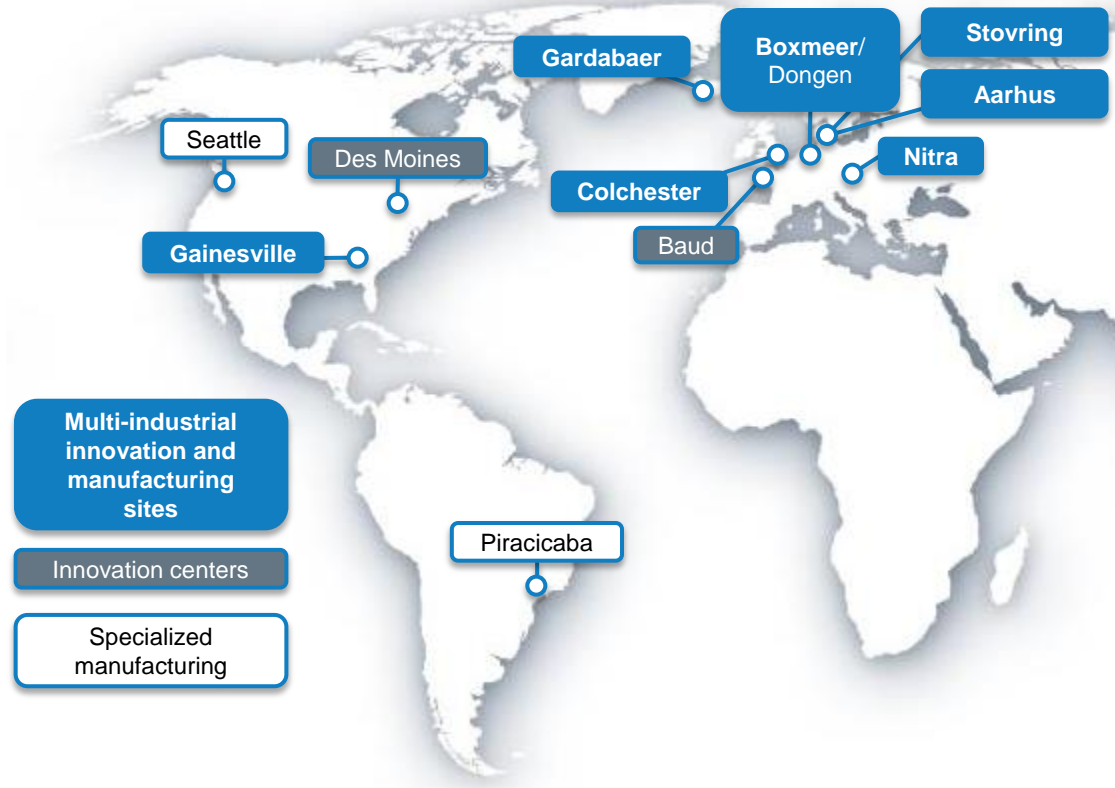 Stovring
Boxmeer/
Dongen
Gardabaer
Aarhus
Seattle
Des Moines
Nitra
Colchester
Baud
Gainesville
Multi-industrial
innovation and
manufacturing
sites
Piracicaba
Innovation centers
Specialized
manufacturing